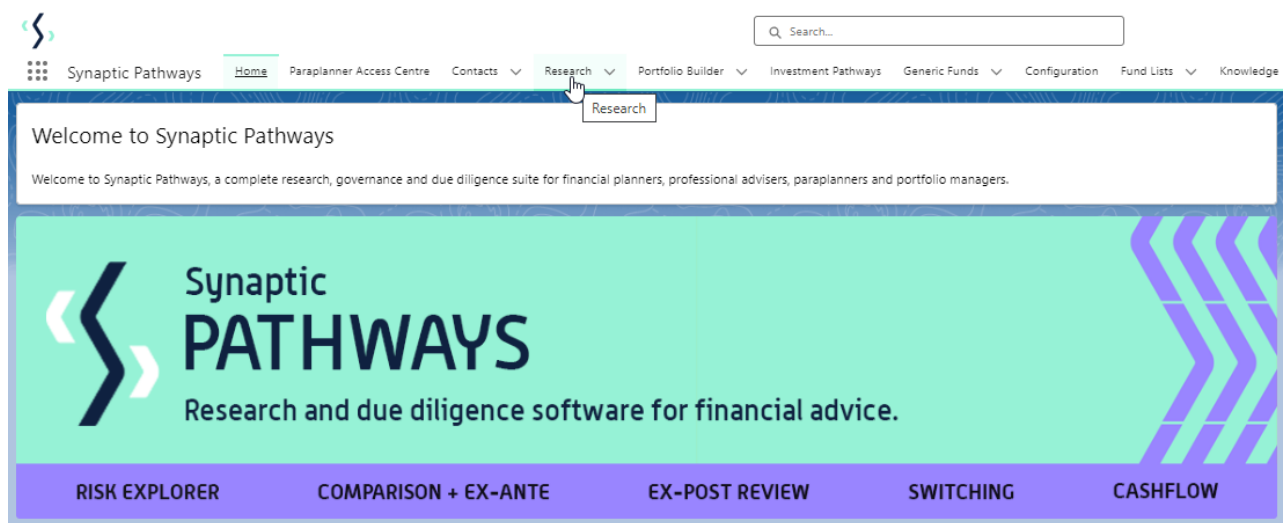 Search...
Synaptic Pathways Home Paraplanner Access Centre Contacts Research Portfolio Builder Investment Pathways Generic Funds Configuration Fund Lists Knowledge
Research
Welcome to Synaptic Pathways
Welcome to Synaptic Pathways, a complete research, governance and due diligence suite for financial planners, professional advisers, paraplanners and portfolio managers.
Synaptic
PATHWAYS
Research and due diligence software for financial advice.
RISK EXPLORER COMPARISON + EX-ANTE EX-POST REVIEW SWITCHING CASHFLOW